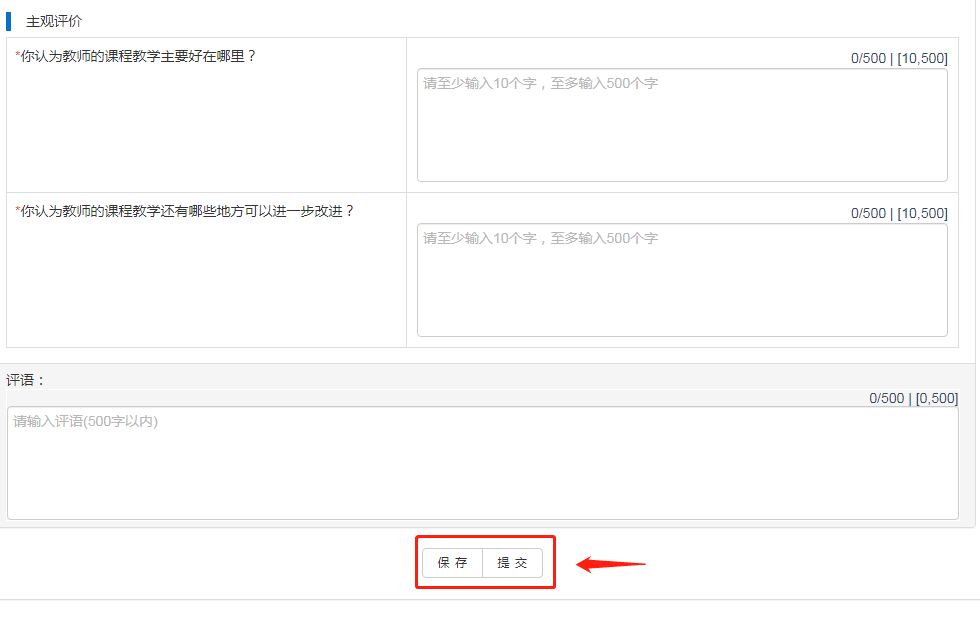 主观评价
*你认为教师的课程教学主要好在哪里？
0/500 | [10,500]
请至少输入10个字，至多输入500个字
*你认为教师的课程教学还有哪些地方可以进一步改进？
0/500 | [10,500]
请至少输入10个字，至多输入500个字
评语：
0/500 | [0,500]
请输入评语(500字以内)
保 存 提 交